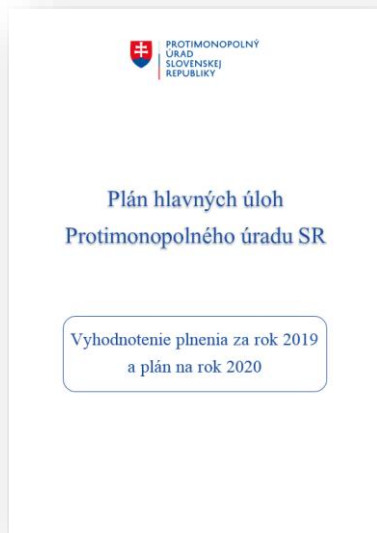 PROTIMONOPOLNÝ
ÚRAD
SLOVENSKEJ
REPUBLIKY
Plán hlavných úloh
Protimonopolného úradu SR
Vyhodnotenie plnenia za rok 2019
a plán na rok 2020